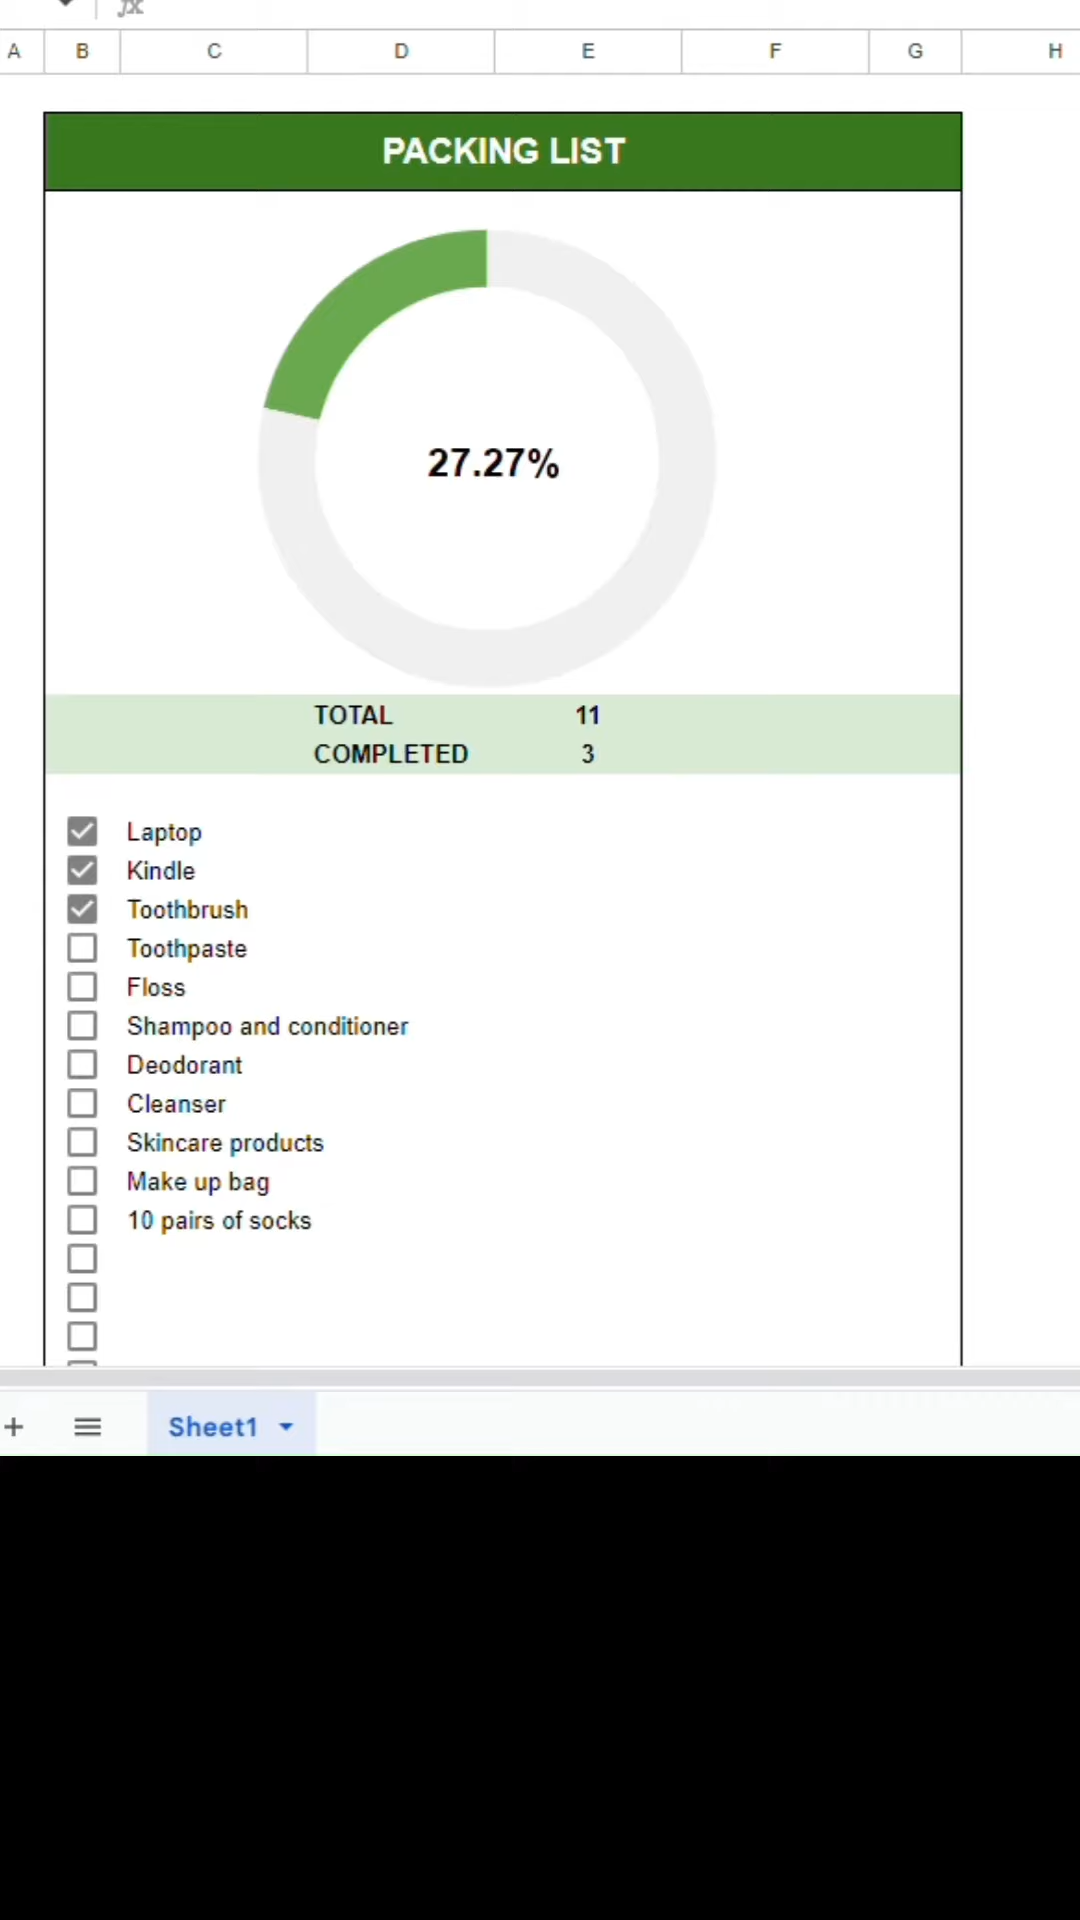 fx
A B C D E F G H
PACKING LIST
27.27%
TOTAL 11
COMPLETED 3
Laptop
Kindle
Toothbrush
Toothpaste
Floss
Shampoo and conditioner
Deodorant
Cleanser
Skincare products
Make up bag
10 pairs of socks
Sheet1